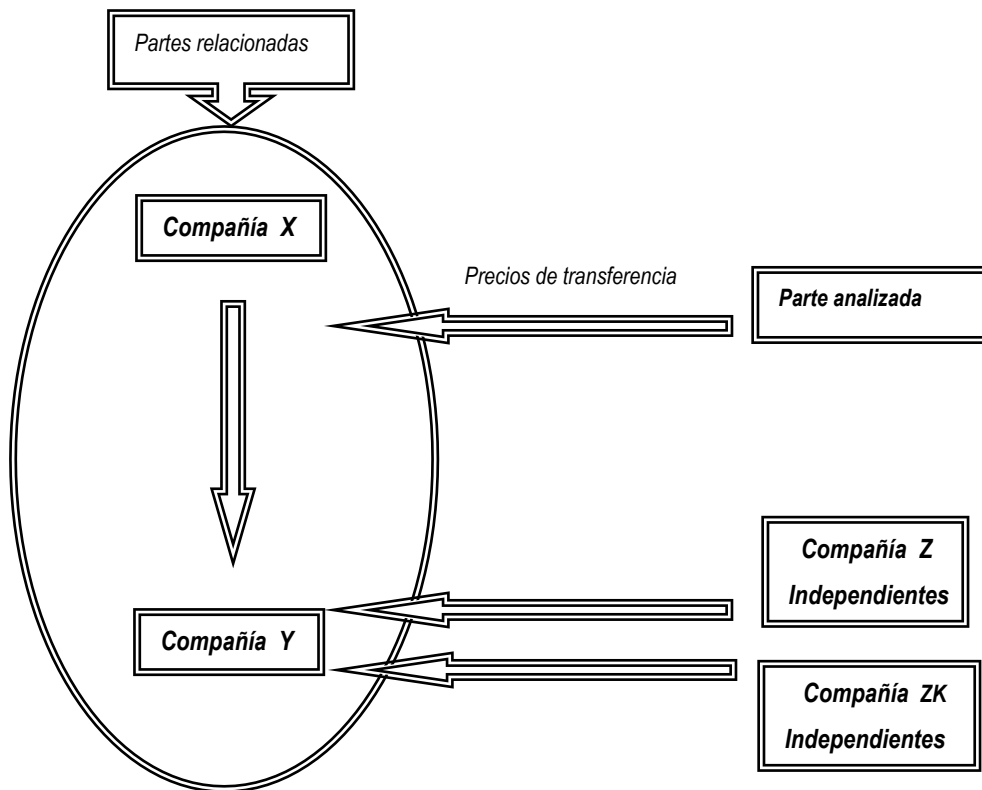 Partes relacionadas
Compañía X
Precios de transferencia
Parte analizada
Compañía Z
Independientes
Compañía Y
Compañía ZK
Independientes